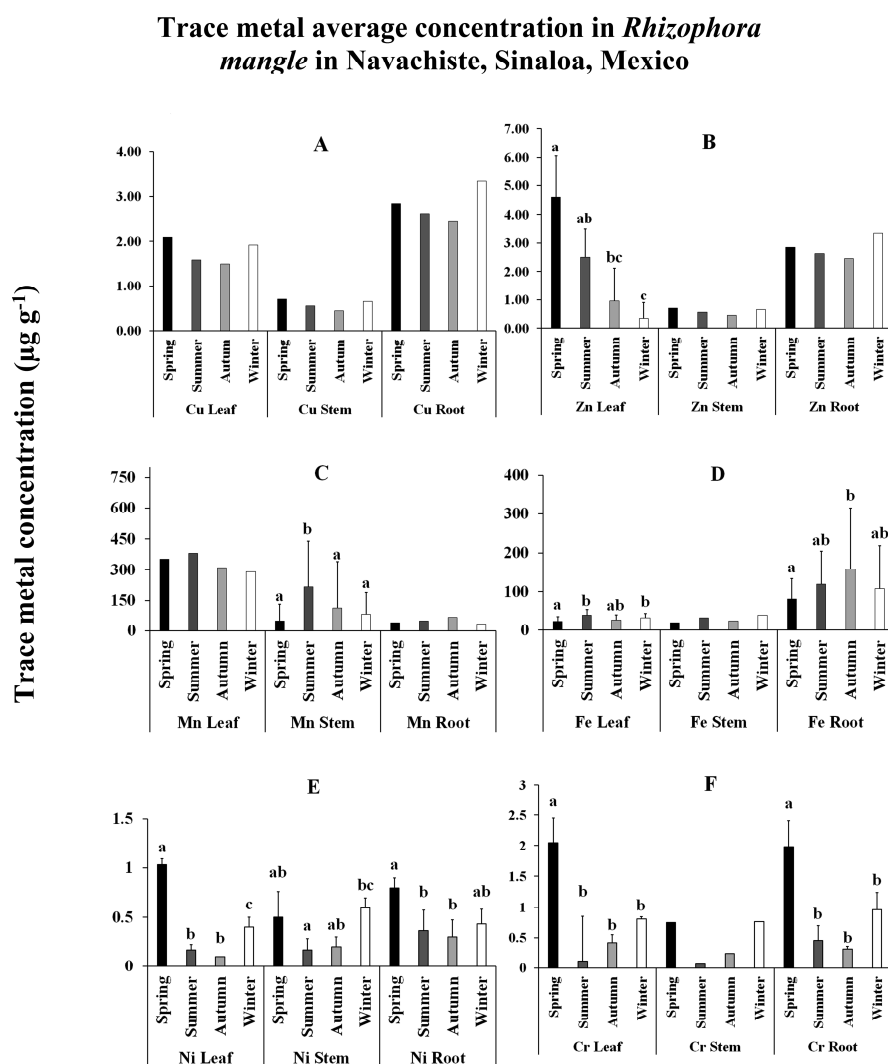 Trace metal average concentration in Rhizophora
mangle in Navachiste, Sinaloa, Mexico
Trace metal concentration (µg g-1)
A
4.00
3.00
2.00
1.00
0.00
Spring
Summer
Autum
Winter
Spring
Summer
Autum
Winter
Spring
Summer
Autum
Winter
Cu Leaf
Cu Stem
Cu Root
B
7.00
6.00
5.00
4.00
3.00
2.00
1.00
0.00
a
ab
bc
c
Spring
Summer
Autumn
Winter
Spring
Summer
Autumn
Winter
Spring
Summer
Autumn
Winter
Zn Leaf
Zn Stem
Zn Root
C
750
600
450
300
150
0
a
b
a
a
Spring
Summer
Autumn
Winter
Spring
Summer
Autumn
Winter
Spring
Summer
Autumn
Winter
Mn Leaf
Mn Stem
Mn Root
D
400
300
200
100
0
a
b
ab
b
a
ab
b
ab
Spring
Summer
Autumn
Winter
Spring
Summer
Autumn
Winter
Spring
Summer
Autumn
Winter
Fe Leaf
Fe Stem
Fe Root
E
1.5
1
0.5
0
a
b
b
c
ab
a
ab
bc
a
b
b
ab
Spring
Summer
Autumn
Winter
Spring
Summer
Autumn
Winter
Spring
Summer
Autumn
Winter
Ni Leaf
Ni Stem
Ni Root
F
3
2.5
2
1.5
1
0.5
0
a
b
b
b
a
b
b
b
Spring
Summer
Autumn
Winter
Spring
Summer
Autumn
Winter
Spring
Summer
Autumn
Winter
Cr Leaf
Cr Stem
Cr Root